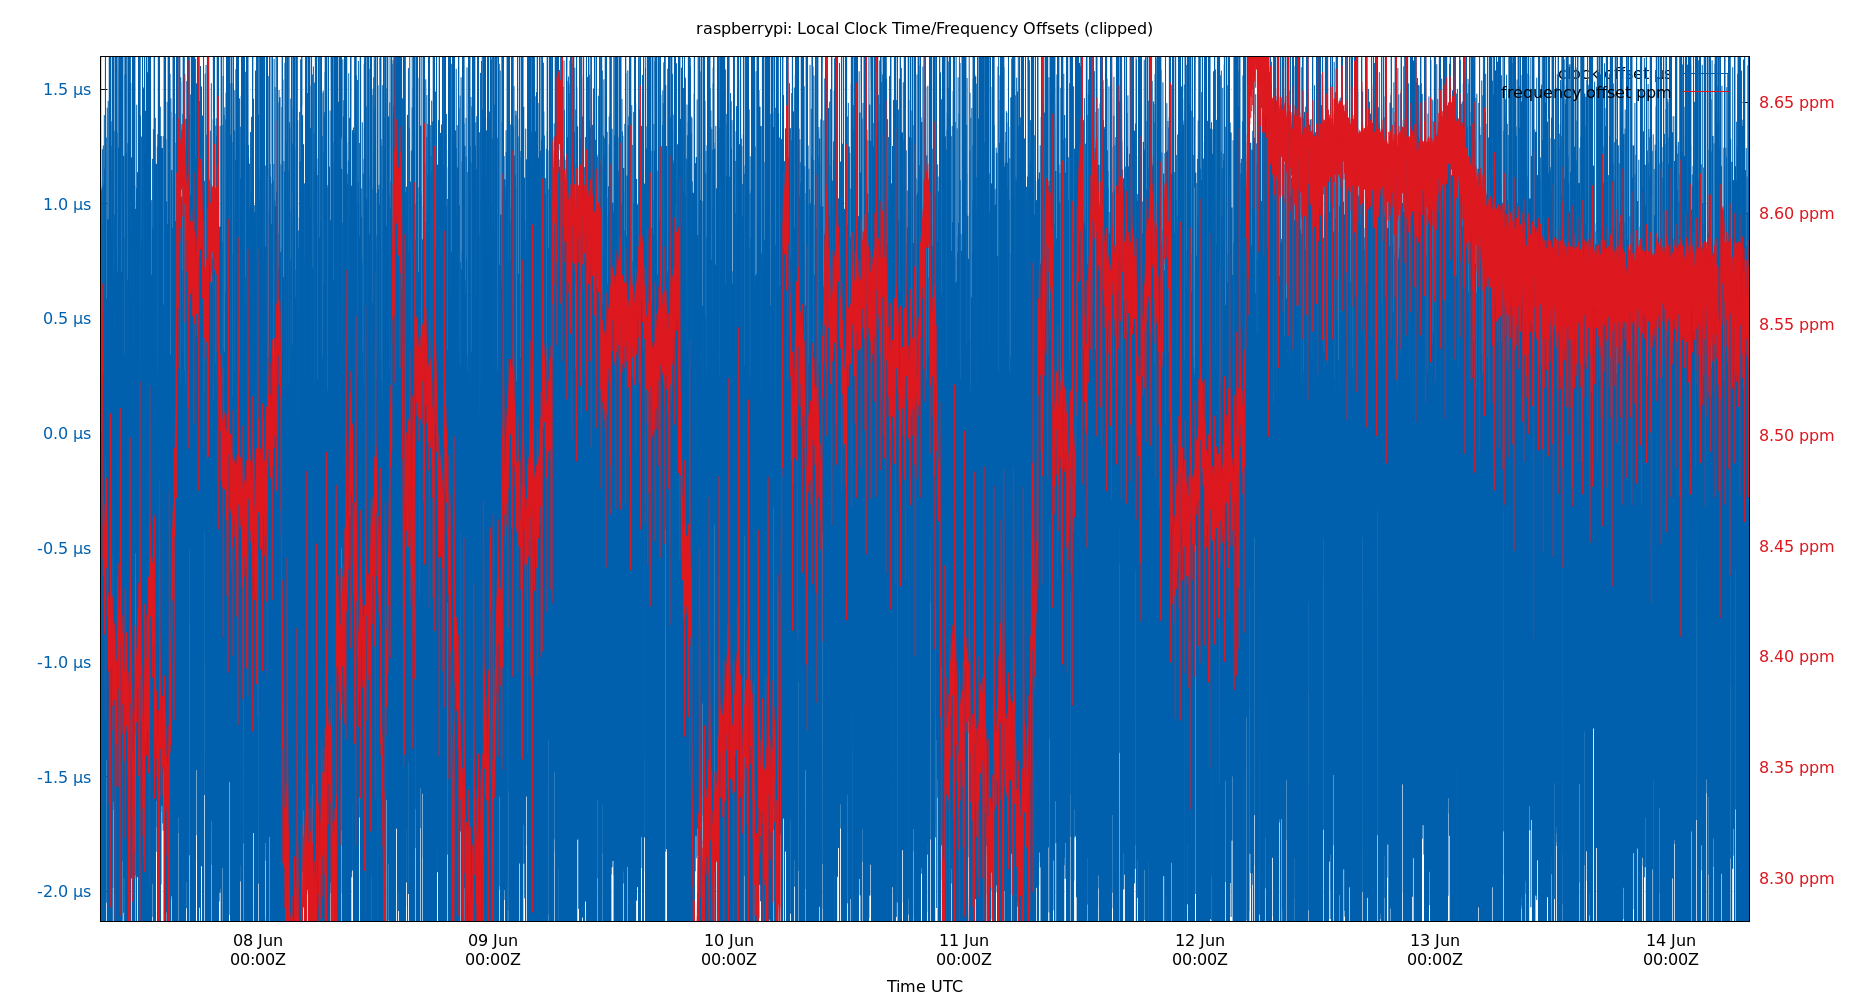 raspberrypi: Local Clock Time/Frequency Offsets (clipped)
clock offset µs
frequency offset ppm
1.5 µs
1.0 µs
0.5 µs
0.0 µs
-0.5 µs
-1.0 µs
-1.5 µs
-2.0 µs
8.65 ppm
8.60 ppm
8.55 ppm
8.50 ppm
8.45 ppm
8.40 ppm
8.35 ppm
8.30 ppm
08 Jun 09 Jun 10 Jun 11 Jun 12 Jun 13 Jun 14 Jun
00:00Z 00:00Z 00:00Z 00:00Z 00:00Z 00:00Z 00:00Z
Time UTC